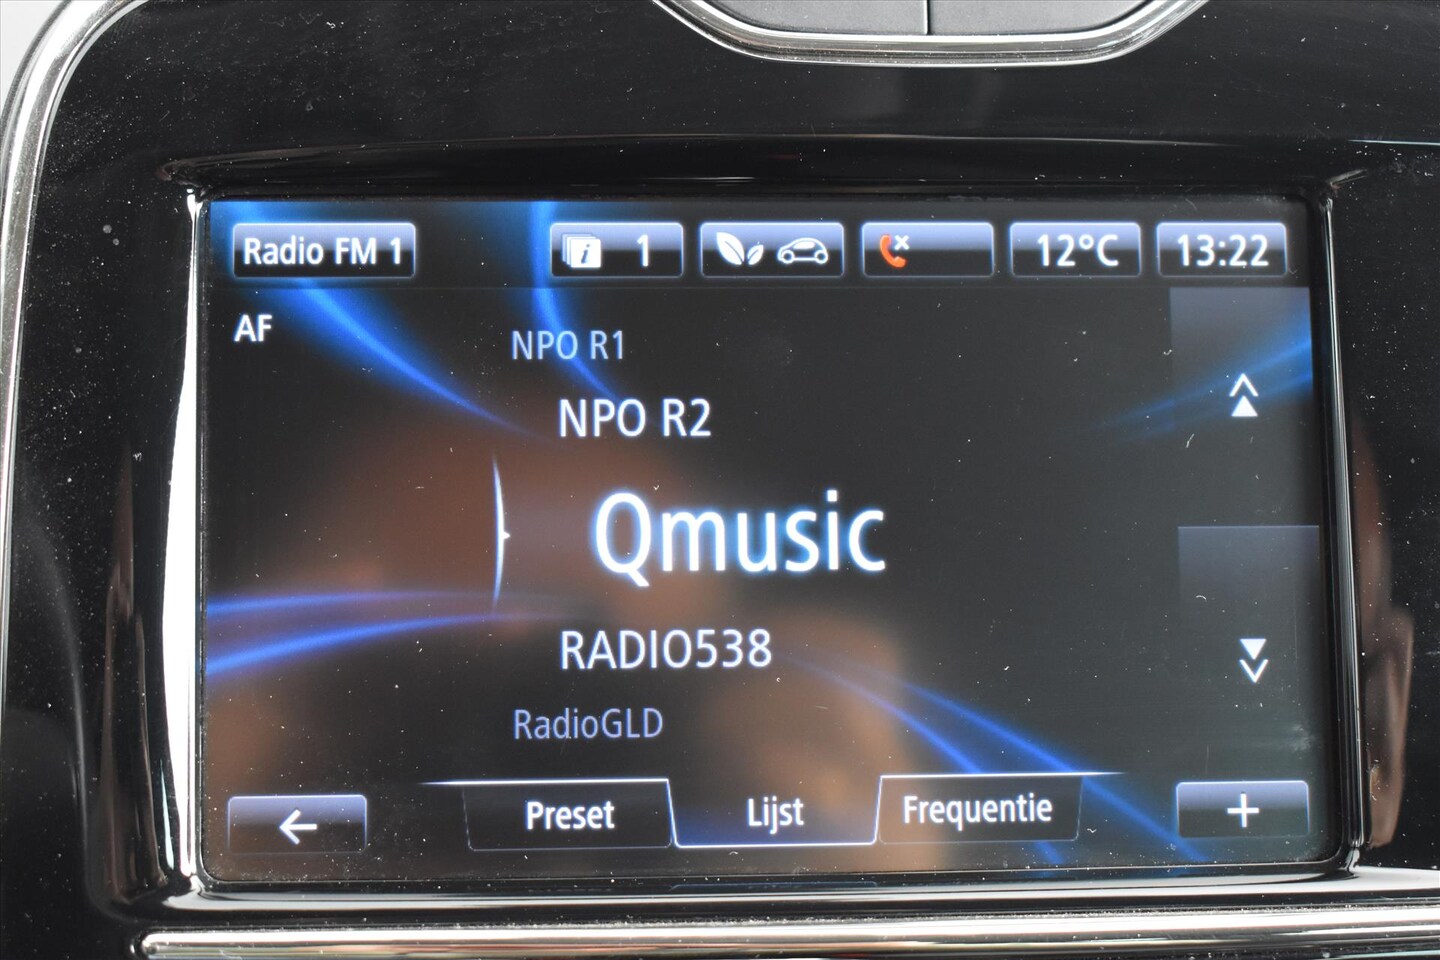 Radio FM 1
i 1
12°C
13:22
AF
NPO R1
NPO R2
Qmusic
RADIO538
RadioGLD
Preset
Lijst
Frequentie
+